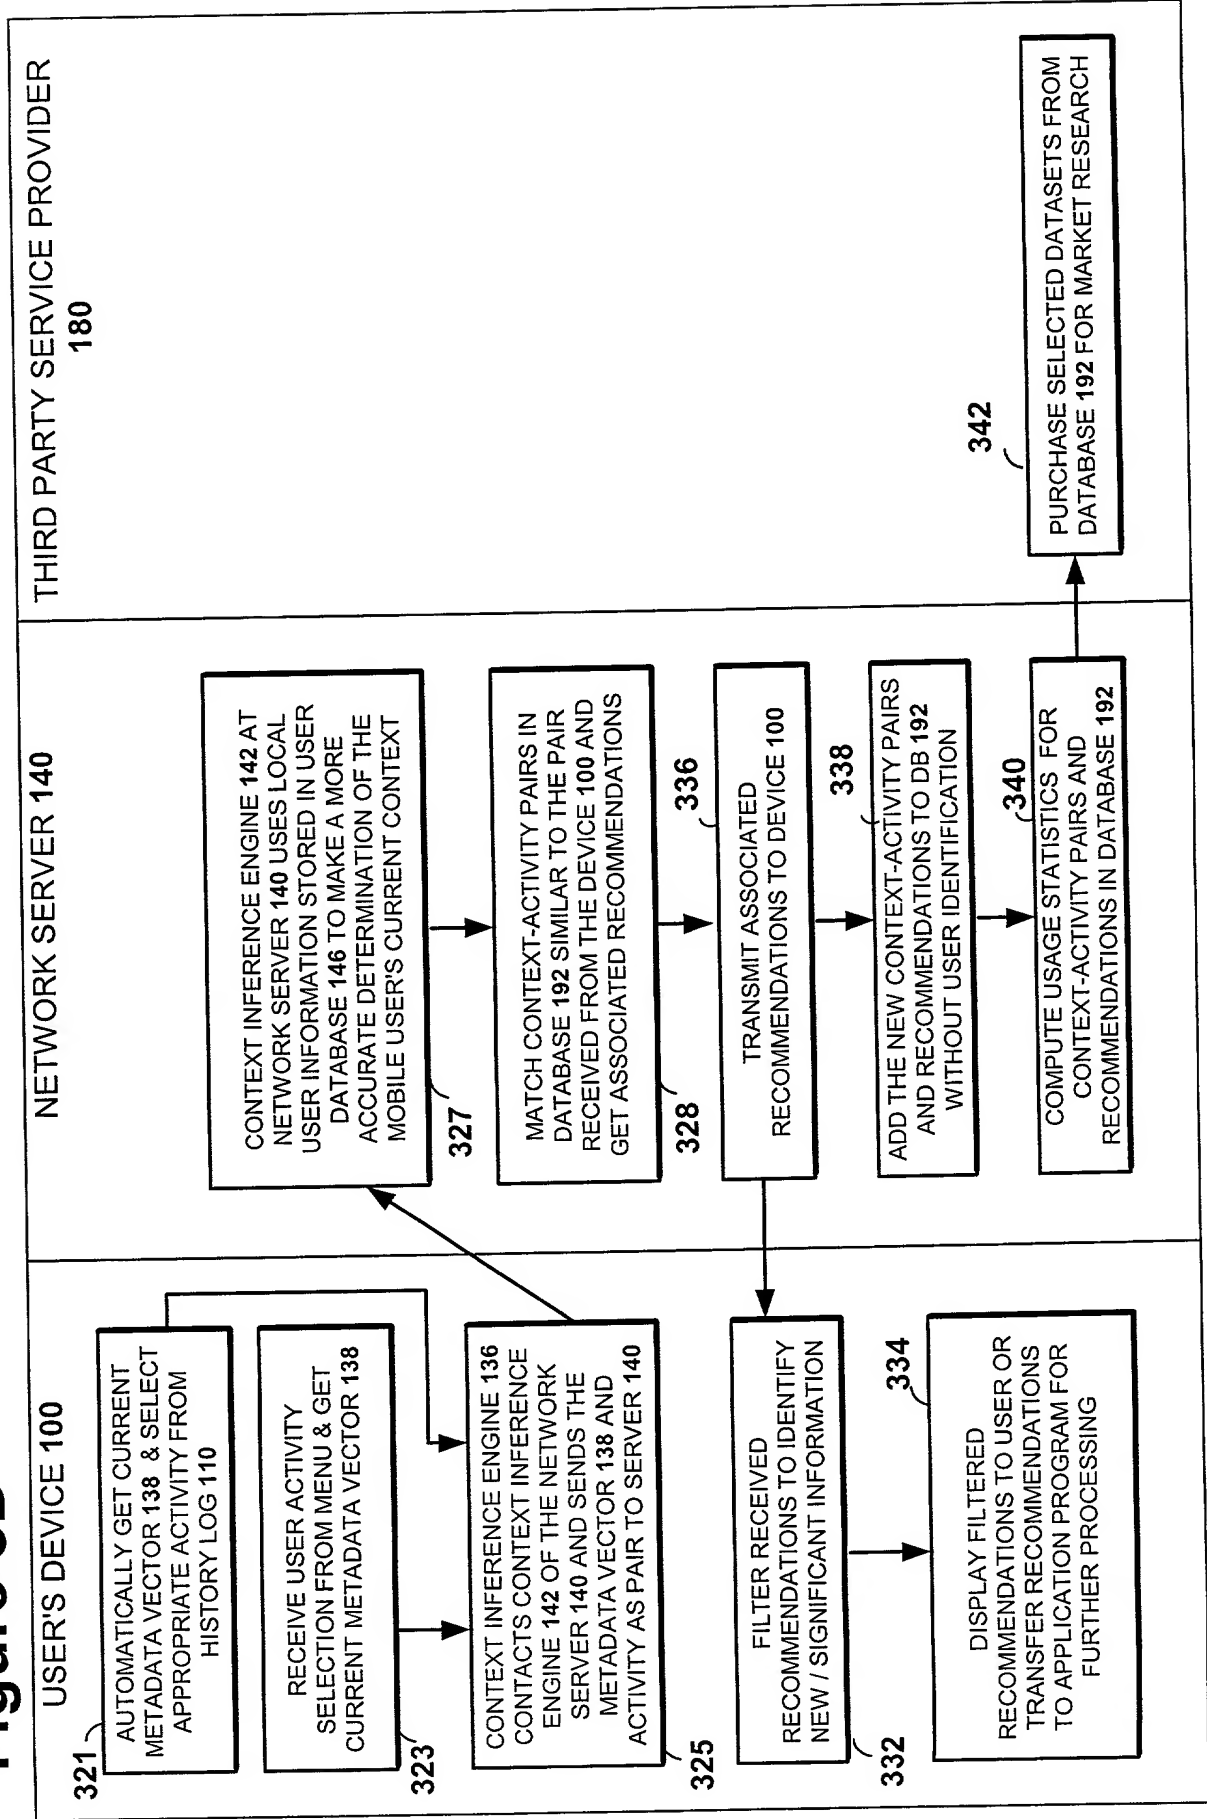 USER'S DEVICE 100
321
AUTOMATICALLY GET CURRENT
METADATA VECTOR 138 & SELECT
APPROPRIATE ACTIVITY FROM
HISTORY LOG 110
RECEIVE USER ACTIVITY
SELECTION FROM MENU & GET
CURRENT METADATA VECTOR 138
323
CONTEXT INFERENCE ENGINE 136
CONTACTS CONTEXT INFERENCE
ENGINE 142 OF THE NETWORK
SERVER 140 AND SENDS THE
METADATA VECTOR 138 AND
ACTIVITY AS PAIR TO SERVER 140
325
FILTER RECEIVED
RECOMMENDATIONS TO IDENTIFY
NEW / SIGNIFICANT INFORMATION
332
334
DISPLAY FILTERED
RECOMMENDATIONS TO USER OR
TRANSFER RECOMMENDATIONS
TO APPLICATION PROGRAM FOR
FURTHER PROCESSING
NETWORK SERVER 140
CONTEXT INFERENCE ENGINE 142 AT
NETWORK SERVER 140 USES LOCAL
USER INFORMATION STORED IN USER
DATABASE 146 TO MAKE A MORE
ACCURATE DETERMINATION OF THE
MOBILE USER'S CURRENT CONTEXT
327
MATCH CONTEXT-ACTIVITY PAIRS IN
DATABASE 192 SIMILAR TO THE PAIR
RECEIVED FROM THE DEVICE 100 AND
GET ASSOCIATED RECOMMENDATIONS
328
336
TRANSMIT ASSOCIATED
RECOMMENDATIONS TO DEVICE 100
338
ADD THE NEW CONTEXT-ACTIVITY PAIRS
AND RECOMMENDATIONS TO DB 192
WITHOUT USER IDENTIFICATION
340
COMPUTE USAGE STATISTICS FOR
CONTEXT-ACTIVITY PAIRS AND
RECOMMENDATIONS IN DATABASE 192
THIRD PARTY SERVICE PROVIDER
180
342
PURCHASE SELECTED DATASETS FROM
DATABASE 192 FOR MARKET RESEARCH